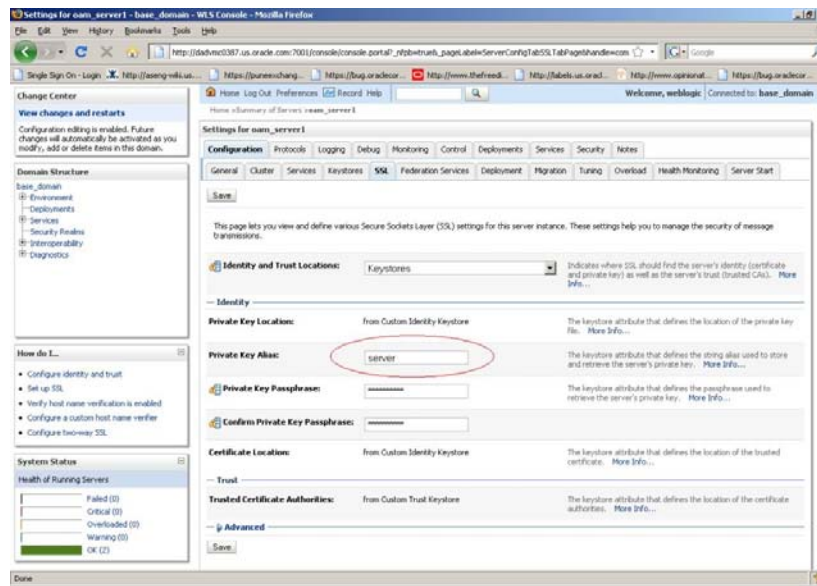 Settings for oam_server1 - base_domain - WLS Console - Mozilla Firefox
File Edit View History Bookmarks Tools Help
Google
Single Sign On - Login
Change Center
View changes and restarts
Configuration editing is enabled. Future
changes will automatically be activated as you
modify, add or delete items in this domain.
Domain Structure
base_domain
Environment
Deployments
Services
Security Realms
Interoperability
Diagnostics
How do I...
Configure identity and trust
Set up SSL
Verify host name verification is enabled
Configure a custom host name verifier
Configure two-way SSL
System Status
Health of Running Servers
Failed (0)
Critical (0)
Overloaded (0)
Warning (0)
OK (2)
Home Log Out Preferences Record Help
Welcome, weblogic Connected to: base_domain
Home >Summary of Servers >oam_server1
Settings for oam_server1
Configuration Protocols Logging Debug Monitoring Control Deployments Services Security Notes
General Cluster Services Keystores SSL Federation Services Deployment Migration Tuning Overload Health Monitoring Server Start
Save
This page lets you view and define various Secure Sockets Layer (SSL) settings for this server instance. These settings help you to manage the security of message
transmissions.
Identity and Trust Locations: Keystores
Indicates where SSL should find the server's identity (certificate
and private key) as well as the server's trust (trusted CAs). More
Info...
Identity
Private Key Location: from Custom Identity Keystore
The keystore attribute that defines the location of the private key
file. More Info...
Private Key Alias: server
The keystore attribute that defines the string alias used to store
and retrieve the server's private key. More Info...
Private Key Passphrase:
The keystore attribute that defines the passphrase used to
retrieve the server's private key. More Info...
Confirm Private Key Passphrase:
Certificate Location: from Custom Identity Keystore
The keystore attribute that defines the location of the trusted
certificate. More Info...
Trust
Trusted Certificate Authorities: from Custom Trust Keystore
The keystore attribute that defines the location of the certificate
authorities. More Info...
Advanced
Save
Done